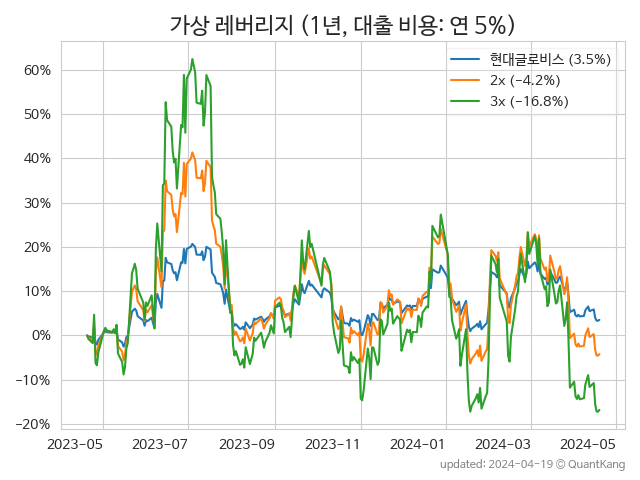 가상 레버리지 (1년, 대출 비용: 연 5%)
현대글로비스 (3.5%)
2x (−4.2%)
3x (−16.8%)
60%
50%
40%
30%
20%
10%
0%
−10%
−20%
2023-05 2023-07 2023-09 2023-11 2024-01 2024-03 2024-05
updated: 2024-04-19 © QuantKang